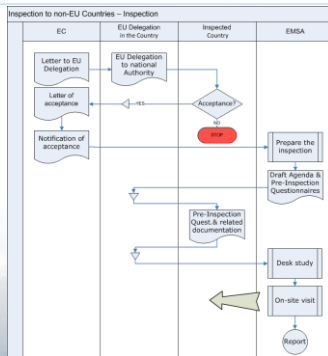 Inspection to non-EU Countries – Inspection
EC
EU Delegation
in the Country
Inspected
Country
EMSA
Letter to EU
Delegation
EU Delegation
to national
Authority
Letter of
acceptance
YES
Acceptance?
NO
STOP
Notification of
acceptance
Prepare the
inspection
Draft Agenda &
Pre-Inspection
Questionnaires
Pre-Inspection
Quest.& related
documentation
Desk study
On-site visit
Report